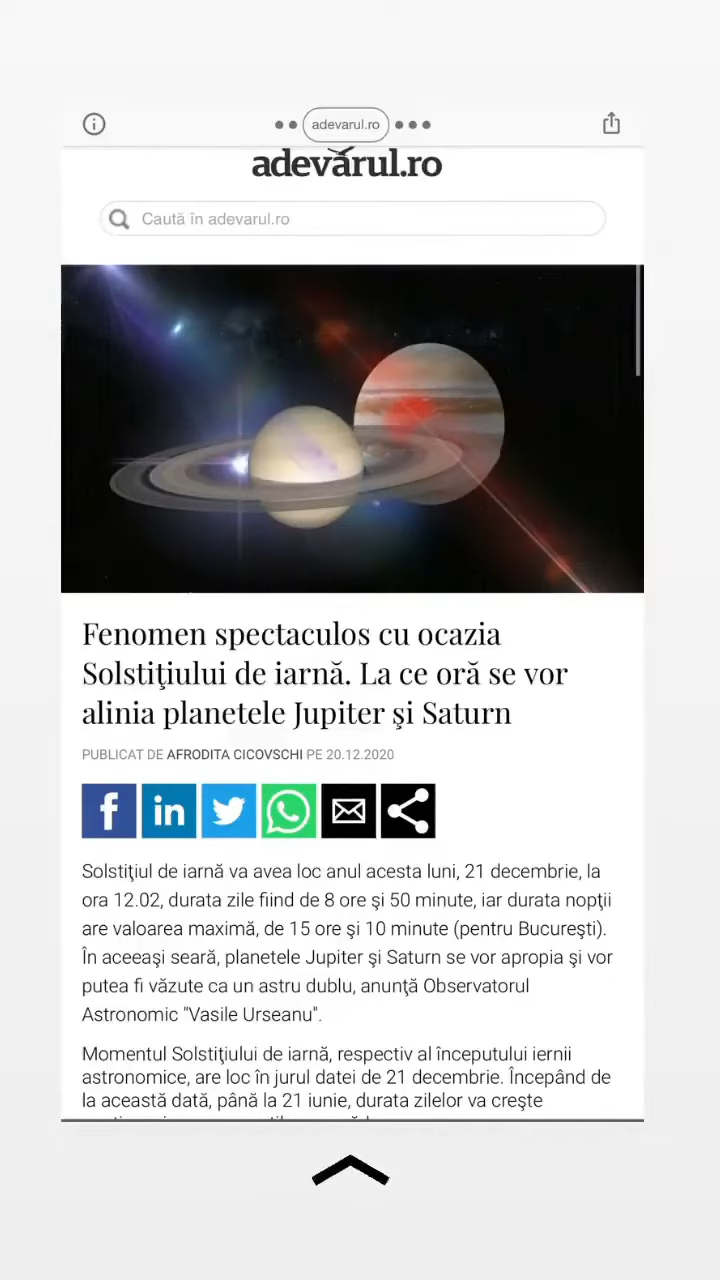 adevarul.ro
adevărul.ro
Caută în adevarul.ro
Fenomen spectaculos cu ocazia
Solstiţiului de iarnă. La ce oră se vor
alinia planetele Jupiter şi Saturn
PUBLICAT DE AFRODITA CICOVSCHI PE 20.12.2020
Solstiţiul de iarnă va avea loc anul acesta luni, 21 decembrie, la
ora 12.02, durata zile fiind de 8 ore şi 50 minute, iar durata nopţii
are valoarea maximă, de 15 ore şi 10 minute (pentru Bucureşti).
În aceeaşi seară, planetele Jupiter şi Saturn se vor apropia şi vor
putea fi văzute ca un astru dublu, anunţă Observatorul
Astronomic "Vasile Urseanu".
Momentul Solstiţiului de iarnă, respectiv al începutului iernii
astronomice, are loc în jurul datei de 21 decembrie. Începând de
la această dată, până la 21 iunie, durata zilelor va creşte